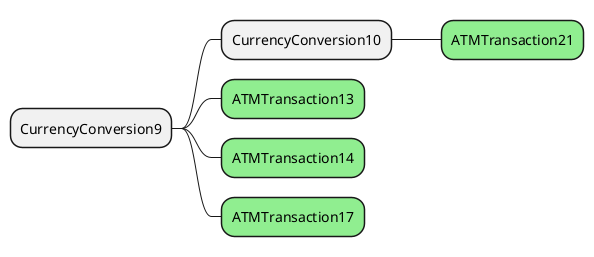 CurrencyConversion10
ATMTransaction21
ATMTransaction13
CurrencyConversion9
ATMTransaction14
ATMTransaction17